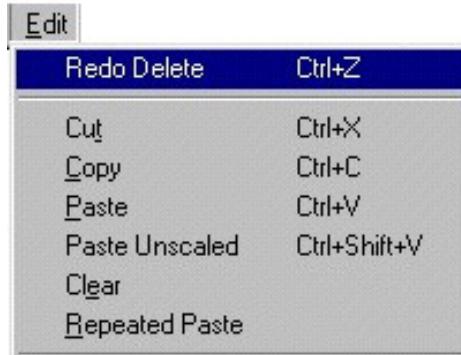 Edit
Redo Delete Ctrl+Z
Cut Ctrl+X
Copy Ctrl+C
Paste Ctrl+V
Paste Unscaled Ctrl+Shift+V
Clear
Repeated Paste